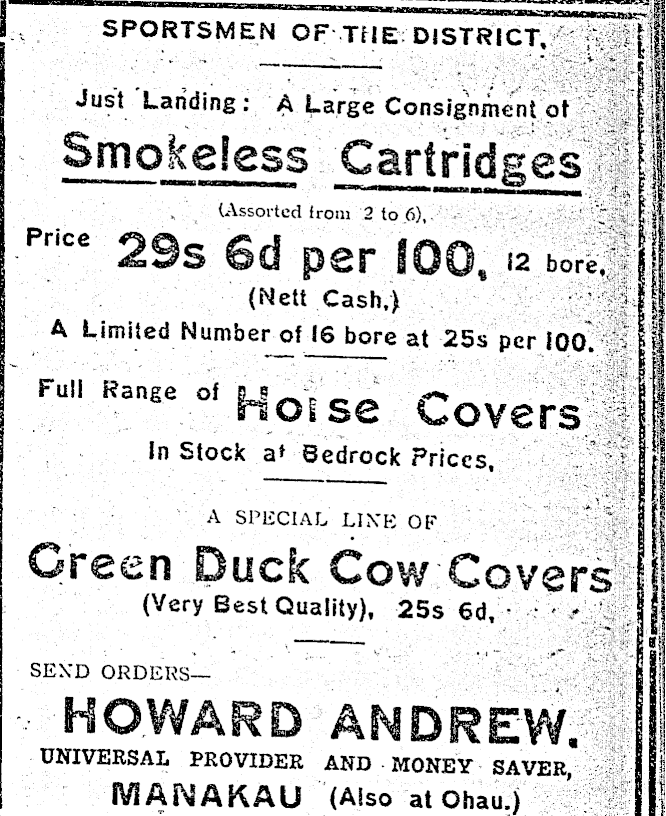 SPORTSMEN OF THE DISTRICT,
Just Landing: A Large Consignment of
Smokeless Cartridges
(Assorted from 2 to 6),
Price 29s 6d per 100, 12 bore,
(Nett Cash,)
A Limited Number of 16 bore at 25s per 100.
Full Range of Horse Covers
In Stock at Bedrock Prices,
A SPECIAL LINE OF
Green Duck Cow Covers
(Very Best Quality), 25s 6d,
SEND ORDERS—
HOWARD ANDREW.
UNIVERSAL PROVIDER AND MONEY SAVER,
MANAKAU (Also at Ohau.)